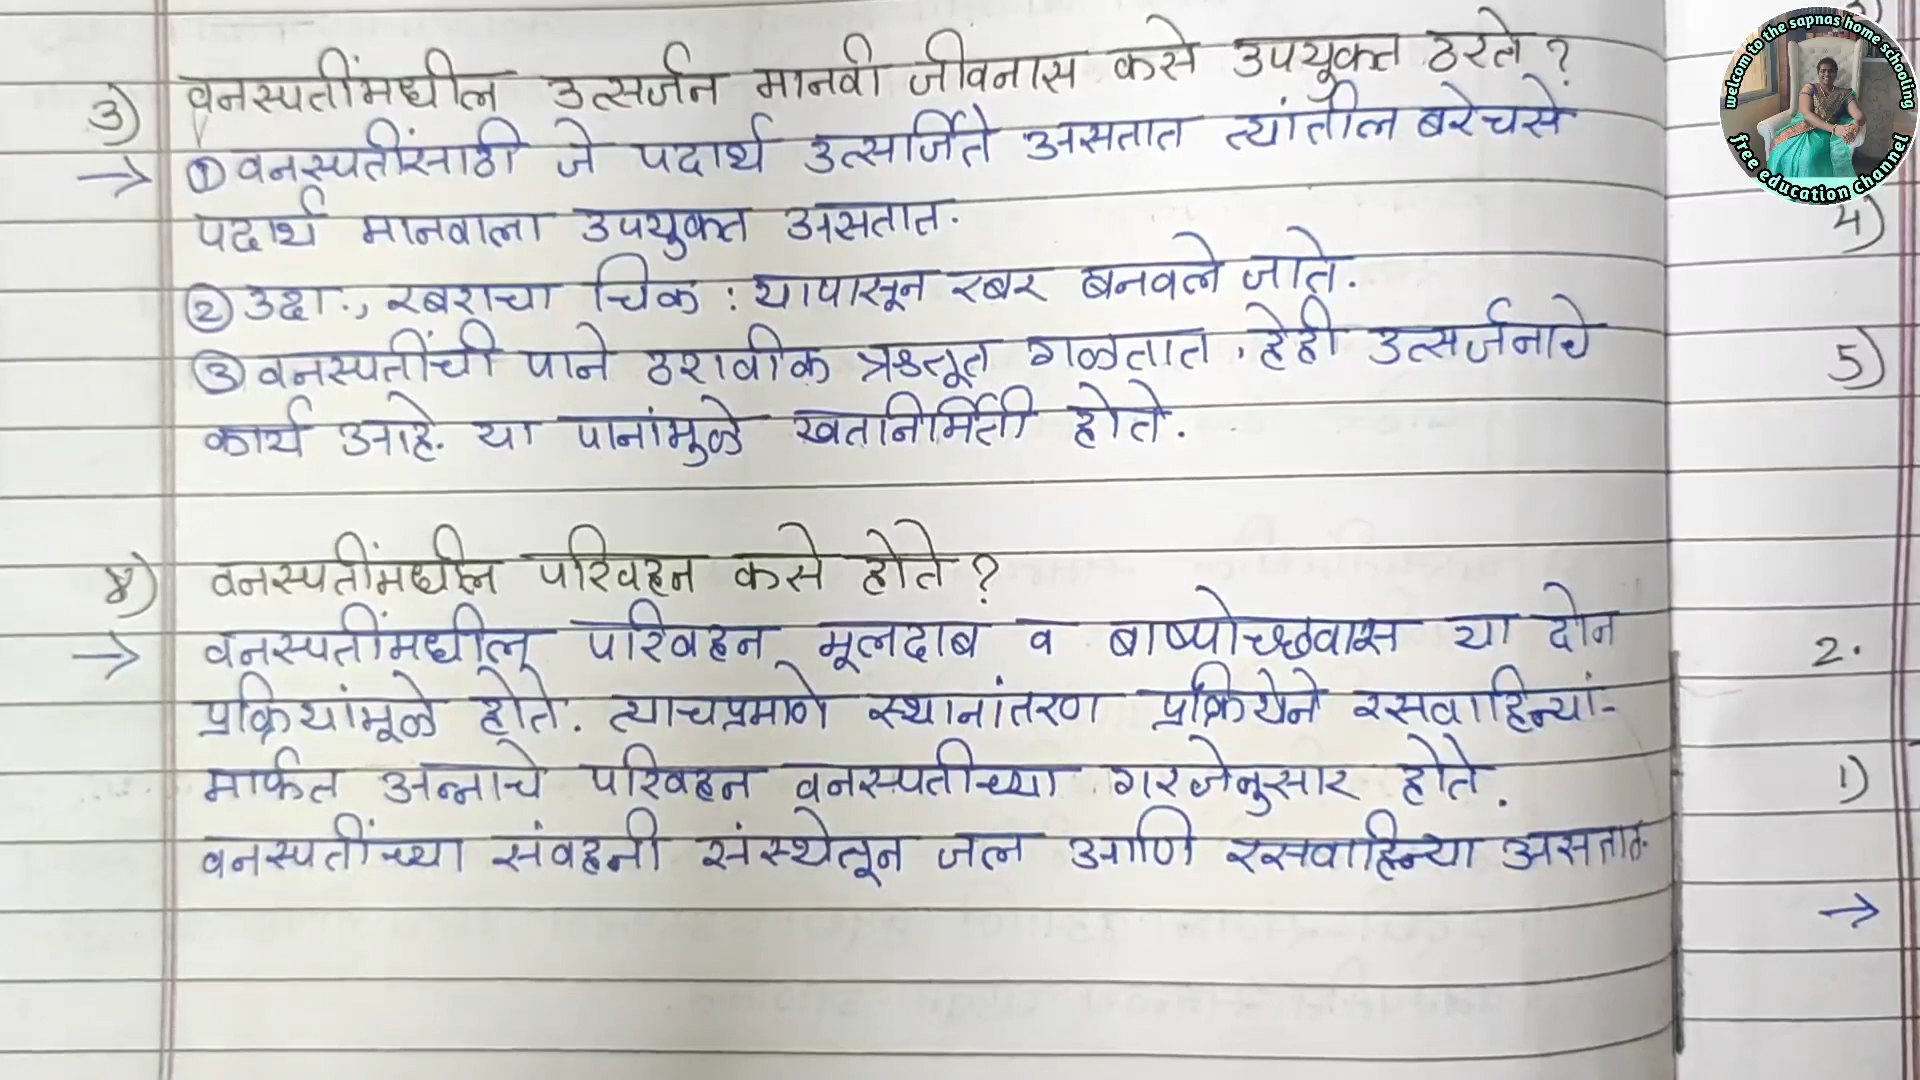 ३) वनस्पतींमधील उत्सर्जन मानवी जीवनास कसे उपयुक्त ठरते ?
→ ① वनस्पतींसाठी जे पदार्थ उत्सर्जिते असतात त्यांतील बरेचसे
पदार्थ मानवाला उपयुक्त असतात.
② उदा., रबराचा चिक : यापासून रबर बनवले जाते.
③ वनस्पतींची पाने ठरावीक ऋतूत गळतात. हेही उत्सर्जनाचे
कार्य आहे. या पानांमुळे खतनिर्मिती होते.
४) वनस्पतींमधील परिवहन कसे होते ?
→ वनस्पतींमधील परिवहन मूलदाब व बाष्पोच्छवास या दोन
प्रक्रियांमूळे होते. त्याचप्रमाणे स्थानांतरण प्रक्रियेने रसवाहिन्यां-
मार्फत अन्नाचे परिवहन वनस्पतीच्या गरजेनुसार होते.
वनस्पतींच्या संवहनी संस्थेतून जल आणि रसवाहिन्या असतात.
4)
5)
2.
1)
→
welcom to the sapnas home schooling
free education channel